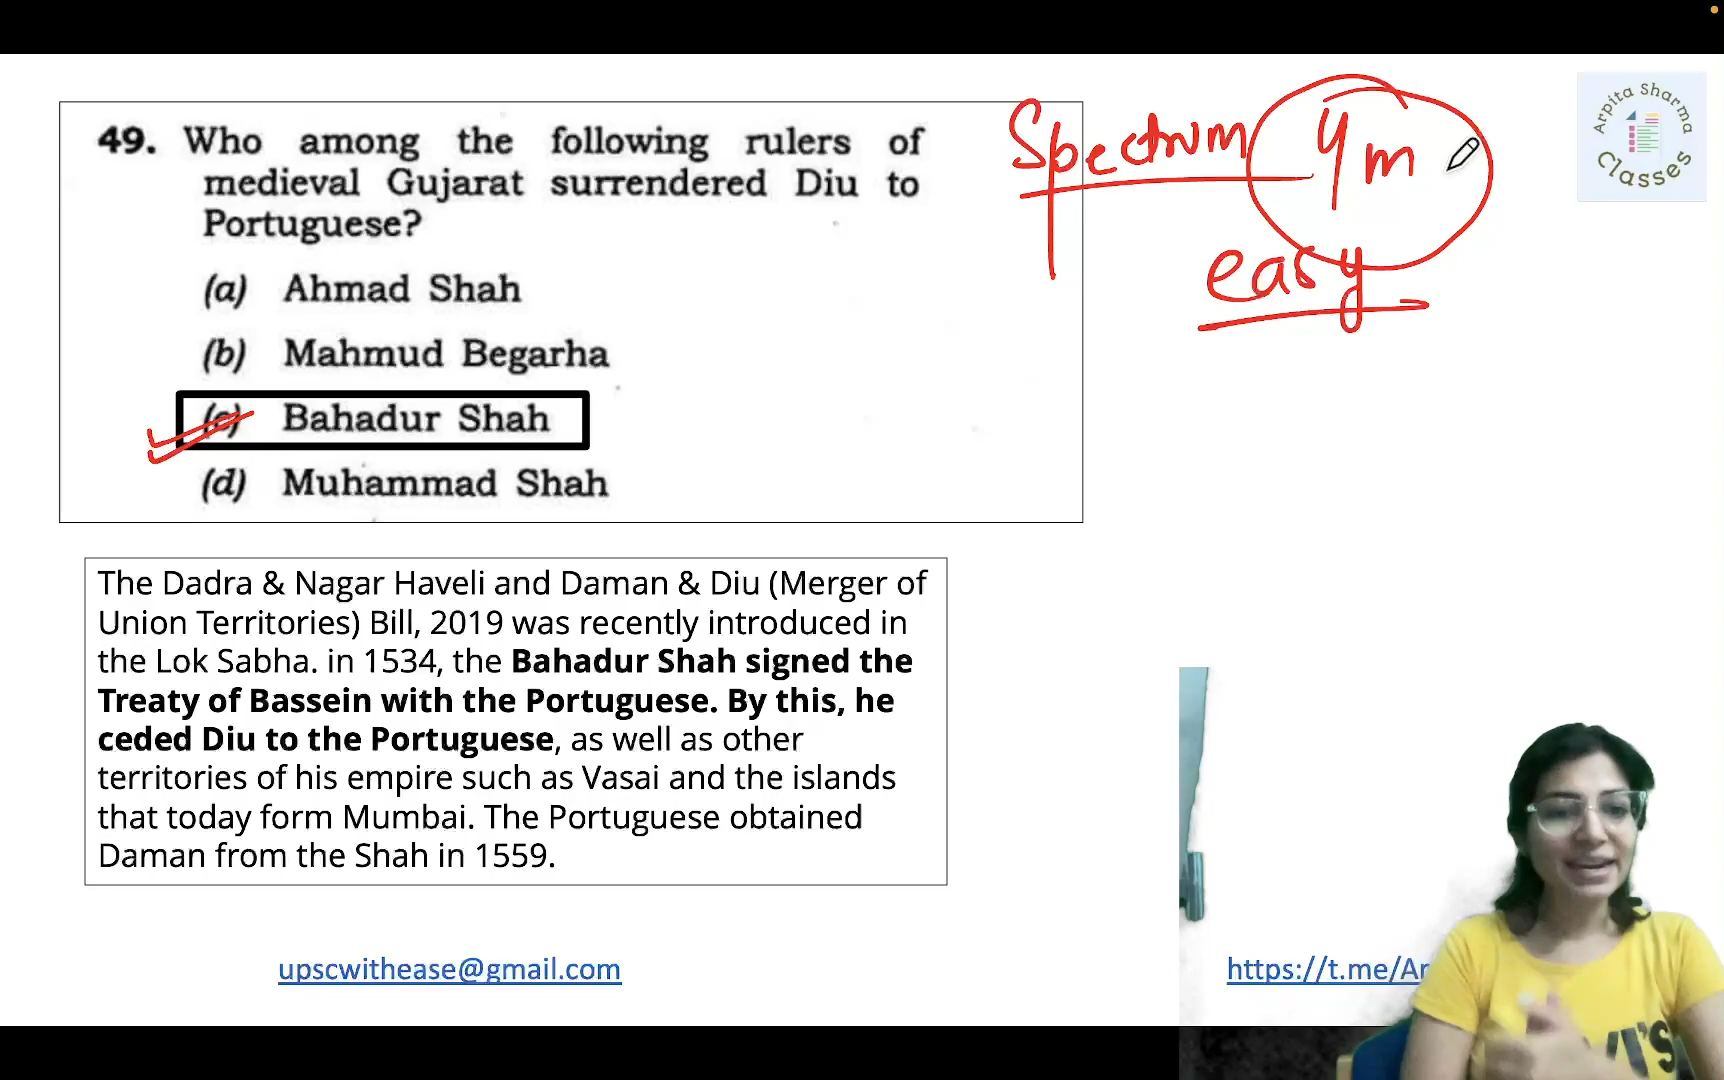 49. Who among the following rulers of
medieval Gujarat surrendered Diu to
Portuguese?
(a) Ahmad Shah
(b) Mahmud Begarha
(c) Bahadur Shah
(d) Muhammad Shah
Spectrum
4m
easy
Arpita Sharma
Classes
The Dadra & Nagar Haveli and Daman & Diu (Merger of
Union Territories) Bill, 2019 was recently introduced in
the Lok Sabha. in 1534, the Bahadur Shah signed the
Treaty of Bassein with the Portuguese. By this, he
ceded Diu to the Portuguese, as well as other
territories of his empire such as Vasai and the islands
that today form Mumbai. The Portuguese obtained
Daman from the Shah in 1559.
upscwithease@gmail.com
https://t.me/Ar